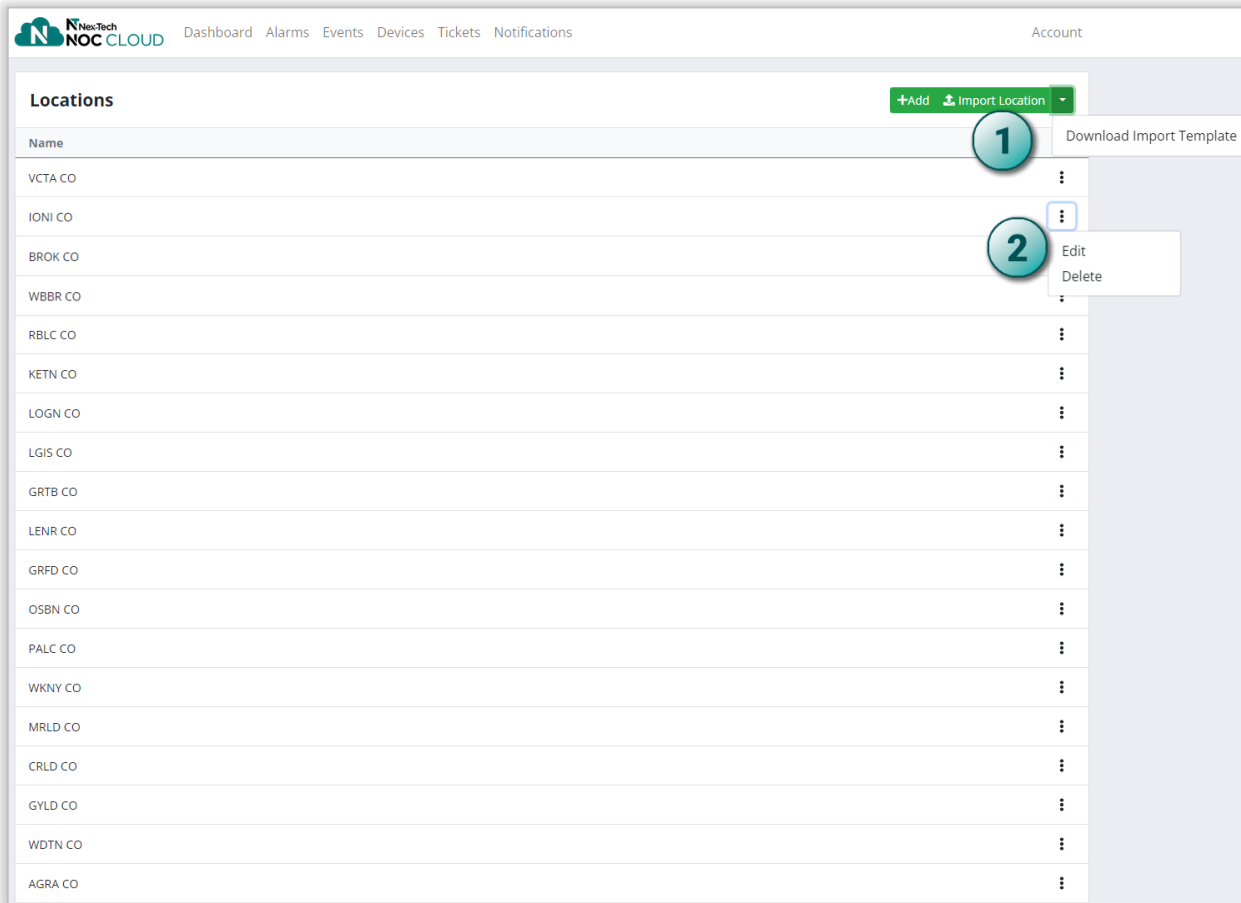 N NT Nex-Tech
NOC CLOUD Dashboard Alarms Events Devices Tickets Notifications Account
Locations +Add Import Location
1 Download Import Template
Name
VCTA CO
IONI CO
2 Edit
BROK CO
Delete
WBBR CO
RBLC CO
KETN CO
LOGN CO
LGIS CO
GRTB CO
LENR CO
GRFD CO
OSBN CO
PALC CO
WKNY CO
MRLD CO
CRLD CO
GYLD CO
WDTN CO
AGRA CO